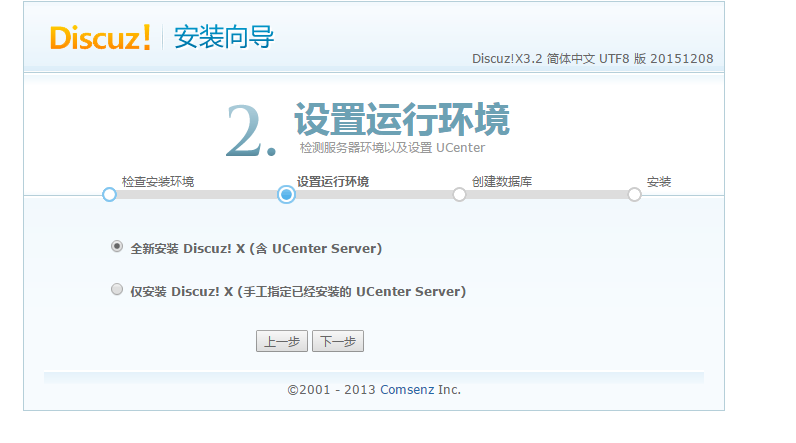 Discuz! 安装向导
Discuz!X3.2 简体中文 UTF8 版 20151208
2. 设置运行环境
检测服务器环境以及设置 UCenter
检查安装环境 设置运行环境 创建数据库 安装
全新安装 Discuz! X (含 UCenter Server)
仅安装 Discuz! X (手工指定已经安装的 UCenter Server)
上一步 下一步
©2001 - 2013 Comsenz Inc.